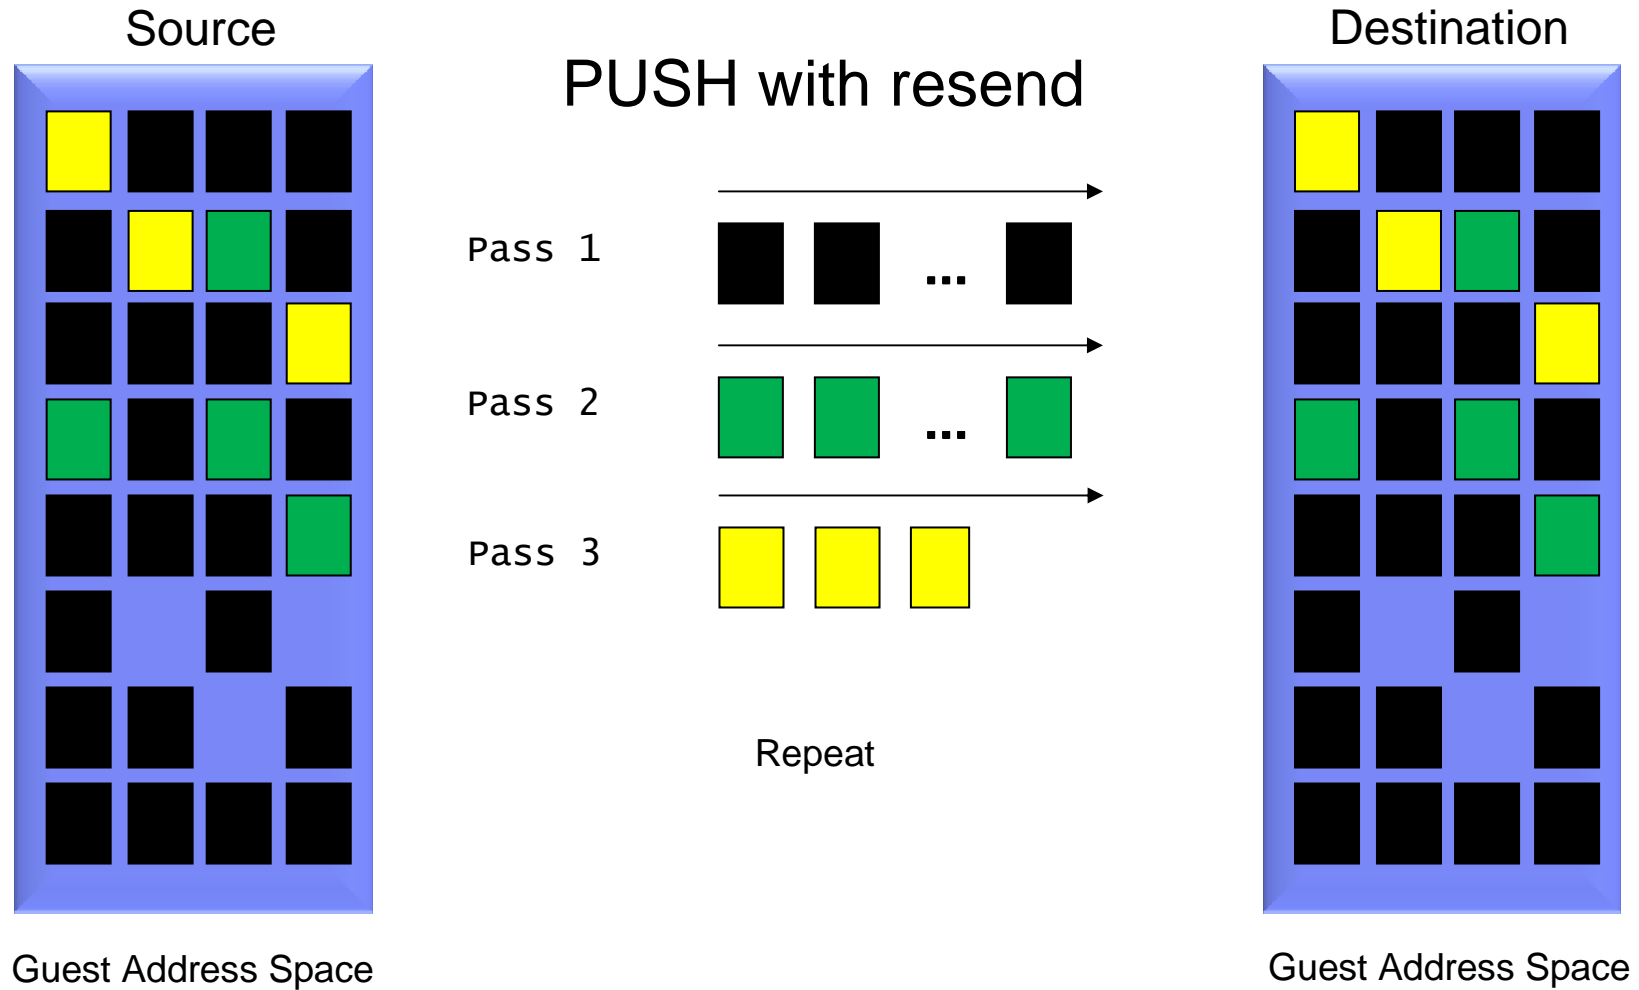 Source
Destination
PUSH with resend
Pass 1
...
Pass 2
...
Pass 3
Repeat
Guest Address Space
Guest Address Space